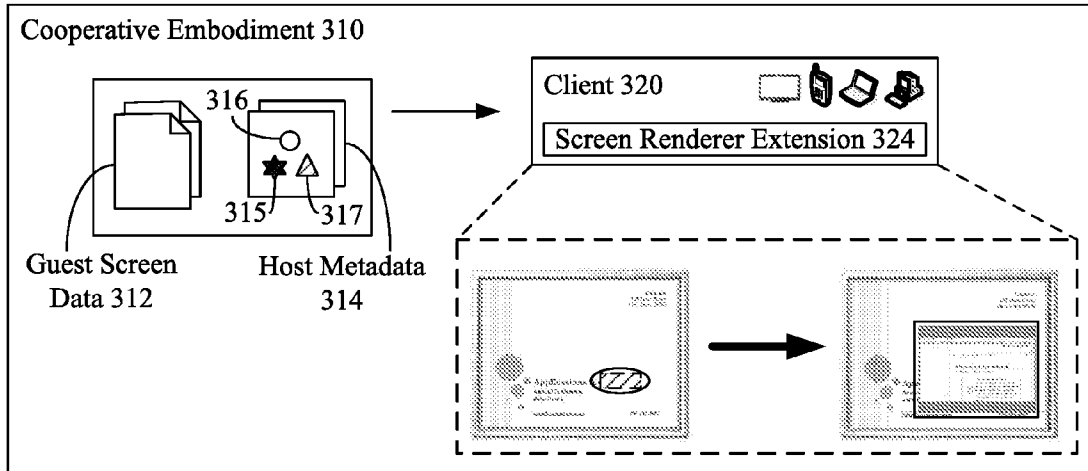 Cooperative Embodiment 310
316
315
317
Guest Screen
Data 312
Host Metadata
314
Client 320
Screen Renderer Extension 324